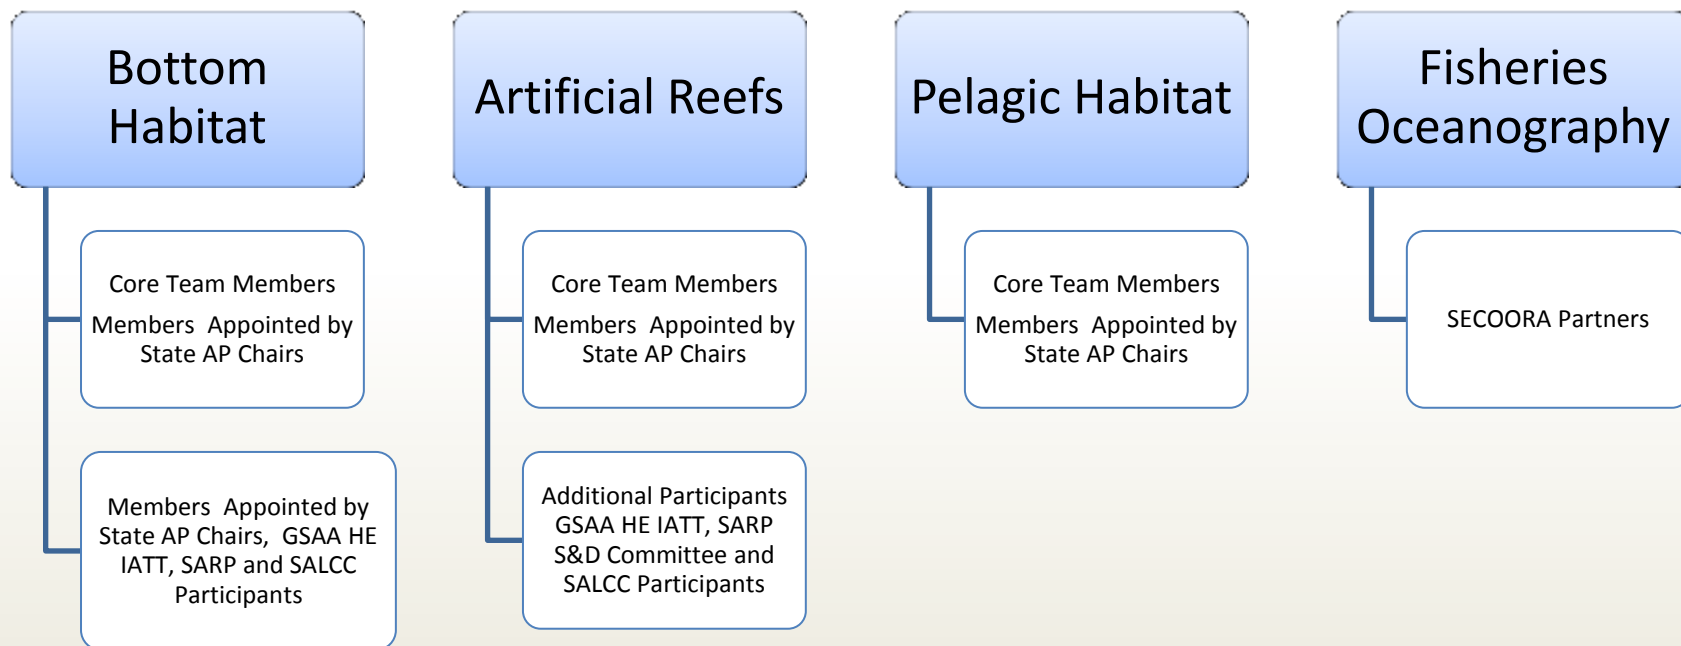 Bottom
Habitat
Core Team Members
Members Appointed by
State AP Chairs
Members Appointed by
State AP Chairs, GSAA HE
IATT, SARP and SALCC
Participants
Artificial Reefs
Core Team Members
Members Appointed by
State AP Chairs
Additional Participants
GSAA HE IATT, SARP
S&D Committee and
SALCC Participants
Pelagic Habitat
Core Team Members
Members Appointed by
State AP Chairs
Fisheries
Oceanography
SECOORA Partners